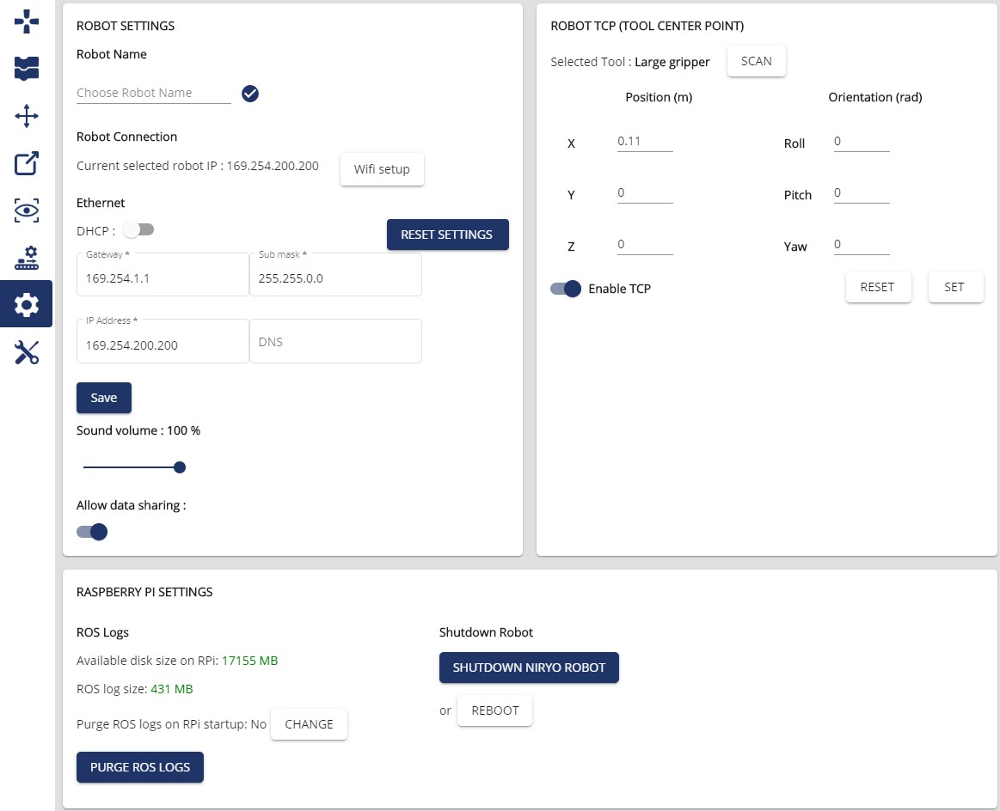 ROBOT SETTINGS
Robot Name
Choose Robot Name
Robot Connection
Current selected robot IP : 169.254.200.200
Wifi setup
Ethernet
DHCP :
RESET SETTINGS
Gateway *
Sub mask *
169.254.1.1
255.255.0.0
IP Address *
169.254.200.200
DNS
Save
Sound volume : 100 %
Allow data sharing :
ROBOT TCP (TOOL CENTER POINT)
Selected Tool : Large gripper
SCAN
Position (m)
Orientation (rad)
X 0.11 Roll 0
Y 0 Pitch 0
Z 0 Yaw 0
Enable TCP
RESET
SET
RASPBERRY PI SETTINGS
ROS Logs
Available disk size on RPi: 17155 MB
ROS log size: 431 MB
Purge ROS logs on RPi startup: No
CHANGE
PURGE ROS LOGS
Shutdown Robot
SHUTDOWN NIRYO ROBOT
or REBOOT